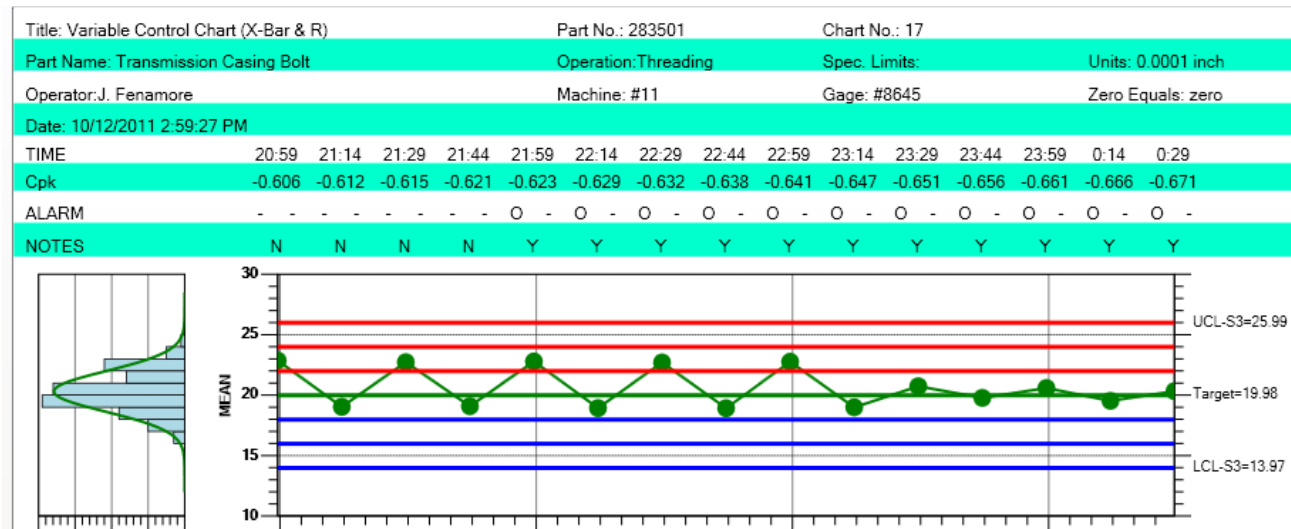 Title: Variable Control Chart (X-Bar & R) Part No.: 283501 Chart No.: 17
Part Name: Transmission Casing Bolt Operation:Threading Spec. Limits: Units: 0.0001 inch
Operator:J. Fenamore Machine: #11 Gage: #8645 Zero Equals: zero
Date: 10/12/2011 2:59:27 PM
TIME 20:59 21:14 21:29 21:44 21:59 22:14 22:29 22:44 22:59 23:14 23:29 23:44 23:59 0:14 0:29
Cpk -0.606 -0.612 -0.615 -0.621 -0.623 -0.629 -0.632 -0.638 -0.641 -0.647 -0.651 -0.656 -0.661 -0.666 -0.671
ALARM - - - - - - - - O - O - O - O - O - O - O - O - O - O - O -
NOTES N N N N Y Y Y Y Y Y Y Y Y Y Y
30
UCL-S3=25.99
25
MEAN
20
Target=19.98
15
LCL-S3=13.97
10